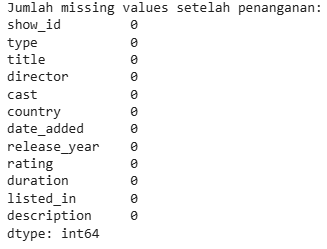 Jumlah missing values setelah penanganan:
show_id 0
type 0
title 0
director 0
cast 0
country 0
date_added 0
release_year 0
rating 0
duration 0
listed_in 0
description 0
dtype: int64